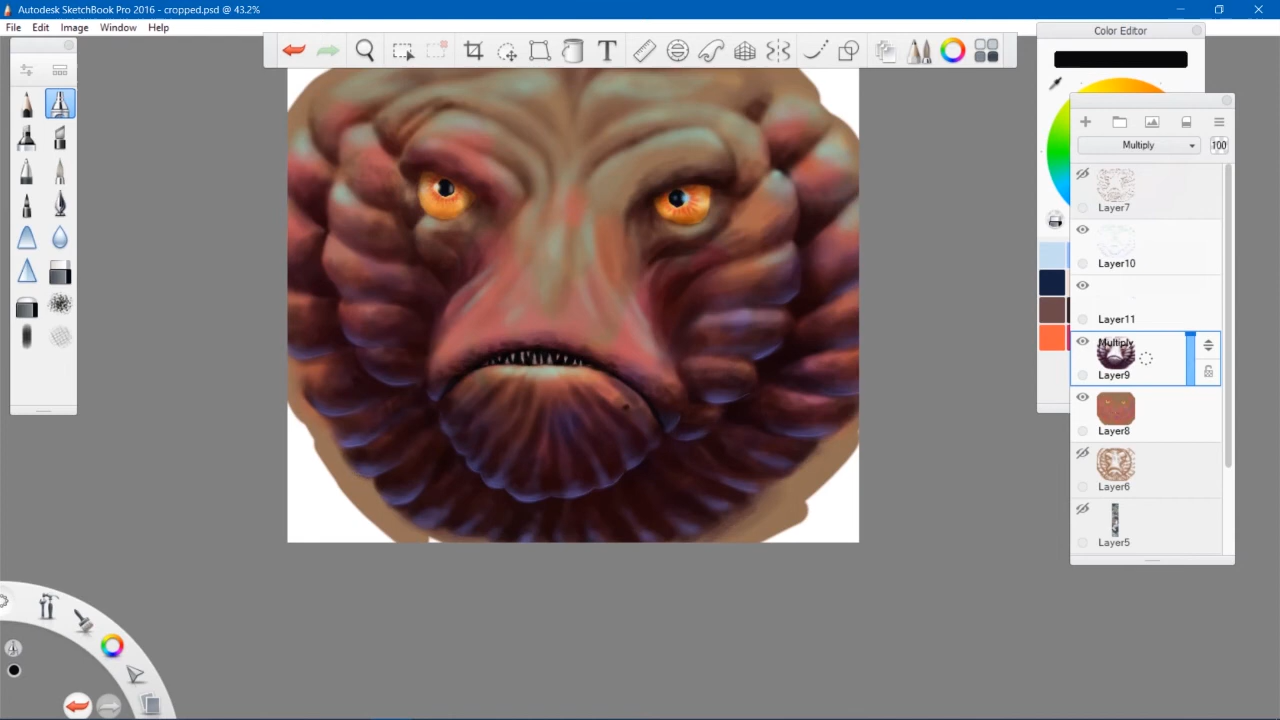 Autodesk SketchBook Pro 2016 - cropped.psd @ 43.2%
File Edit Image Window Help
T
Color Editor
Multiply 100
Layer7
Layer10
Layer11
Multiply
Layer9
Layer8
Layer6
Layer5